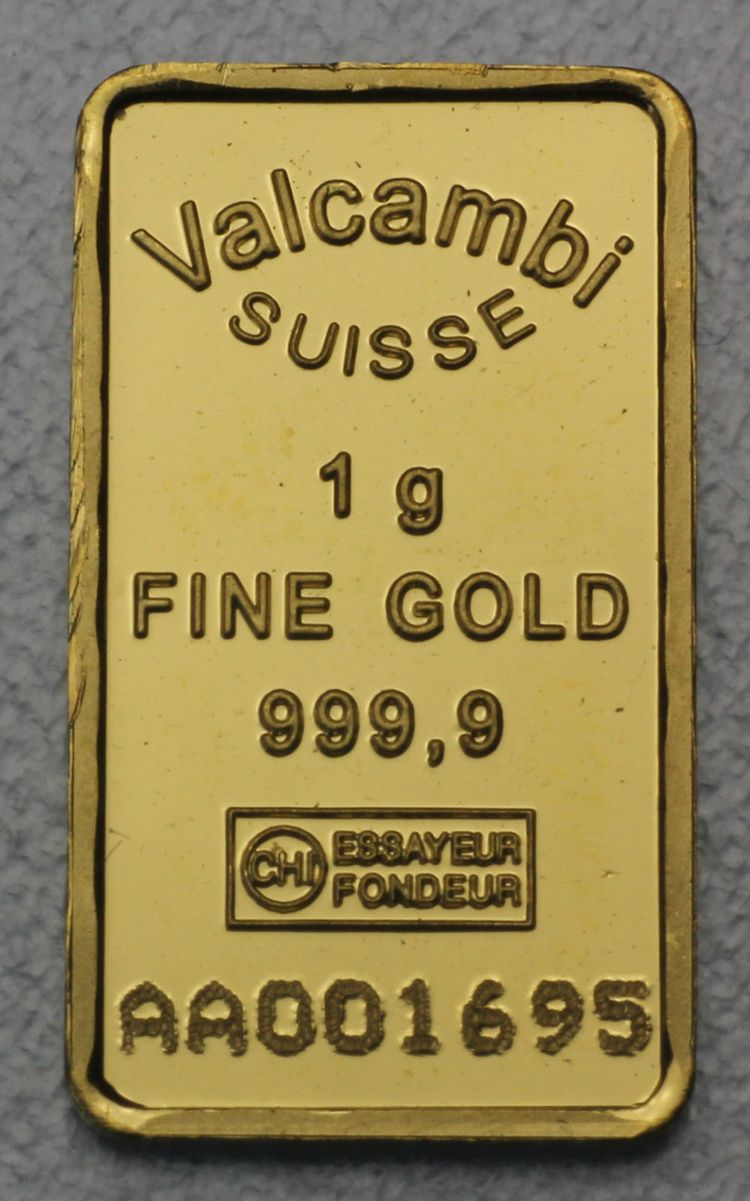 Valcambi
SUISSE
1 g
FINE GOLD
999,9
CHI
ESSAYEUR
FONDEUR
AA001695